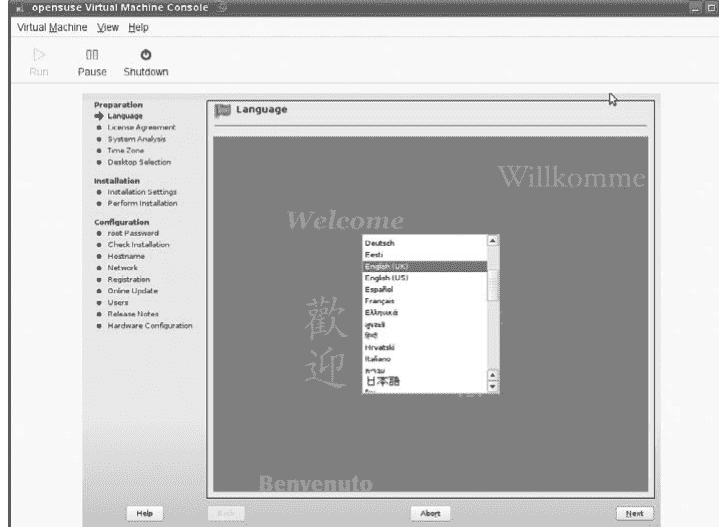 opensuse Virtual Machine Console
Virtual Machine View Help
Run Pause Shutdown
Preparation
Language
License Agreement
System Analysis
Time Zone
Desktop Selection
Installation
Installation Settings
Perform Installation
Configuration
root Password
Check Installation
Hostname
Network
Registration
Online Update
Users
Release Notes
Hardware Configuration
Language
Willkomme
Welcome
Deutsch
Eesti
English (UK)
English (US)
Español
Français
Ελληνικά
ગુજરાતી
हिन्दी
Hrvatski
Italiano
עברית
日本語
歡
迎
Benvenuto
Help Back Abort Next